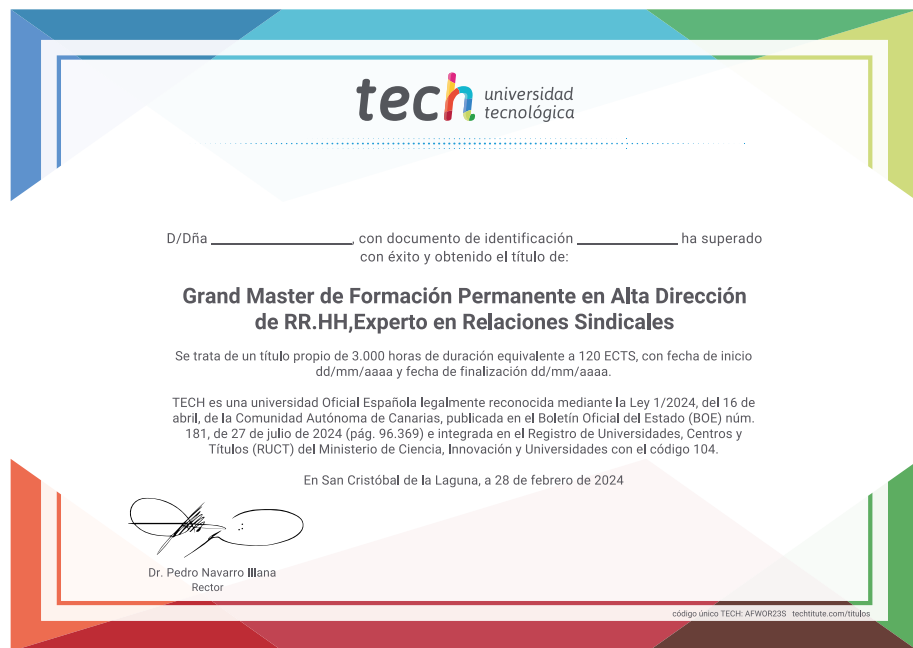 tech universidad
tecnológica
D/Dña ____________________, con documento de identificación ______________ ha superado
con éxito y obtenido el título de:
Grand Master de Formación Permanente en Alta Dirección
de RR.HH,Experto en Relaciones Sindicales
Se trata de un título propio de 3.000 horas de duración equivalente a 120 ECTS, con fecha de inicio
dd/mm/aaaa y fecha de finalización dd/mm/aaaa.
TECH es una universidad Oficial Española legalmente reconocida mediante la Ley 1/2024, del 16 de
abril, de la Comunidad Autónoma de Canarias, publicada en el Boletín Oficial del Estado (BOE) núm.
181, de 27 de julio de 2024 (pág. 96.369) e integrada en el Registro de Universidades, Centros y
Títulos (RUCT) del Ministerio de Ciencia, Innovación y Universidades con el código 104.
En San Cristóbal de la Laguna, a 28 de febrero de 2024
Dr. Pedro Navarro Illana
Rector
código único TECH: AFWOR23S techtitute.com/titulos